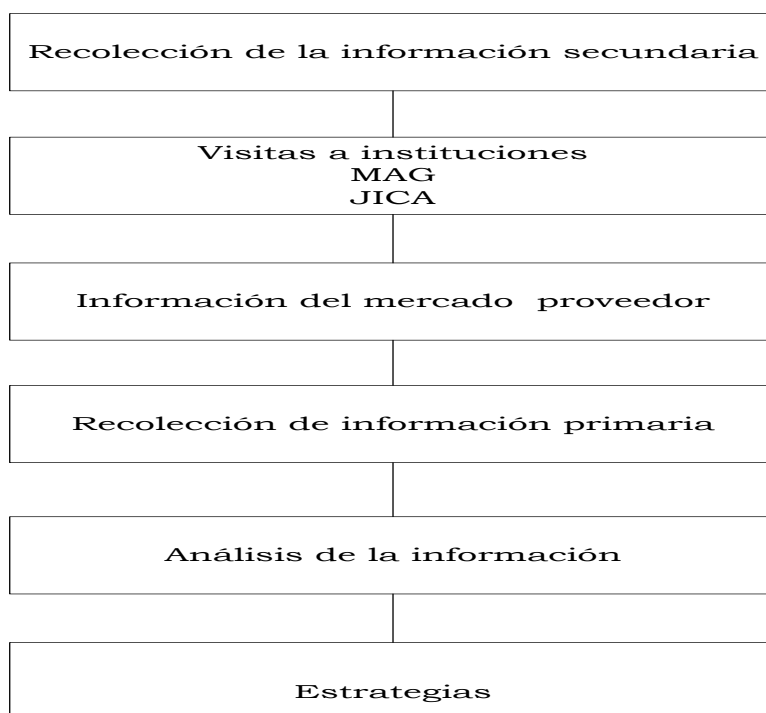 Recolección de la información secundaria
Visitas a instituciones
MAG
JICA
Información del mercado  proveedor
Recolección de información primaria
Análisis de la información
Estrategias